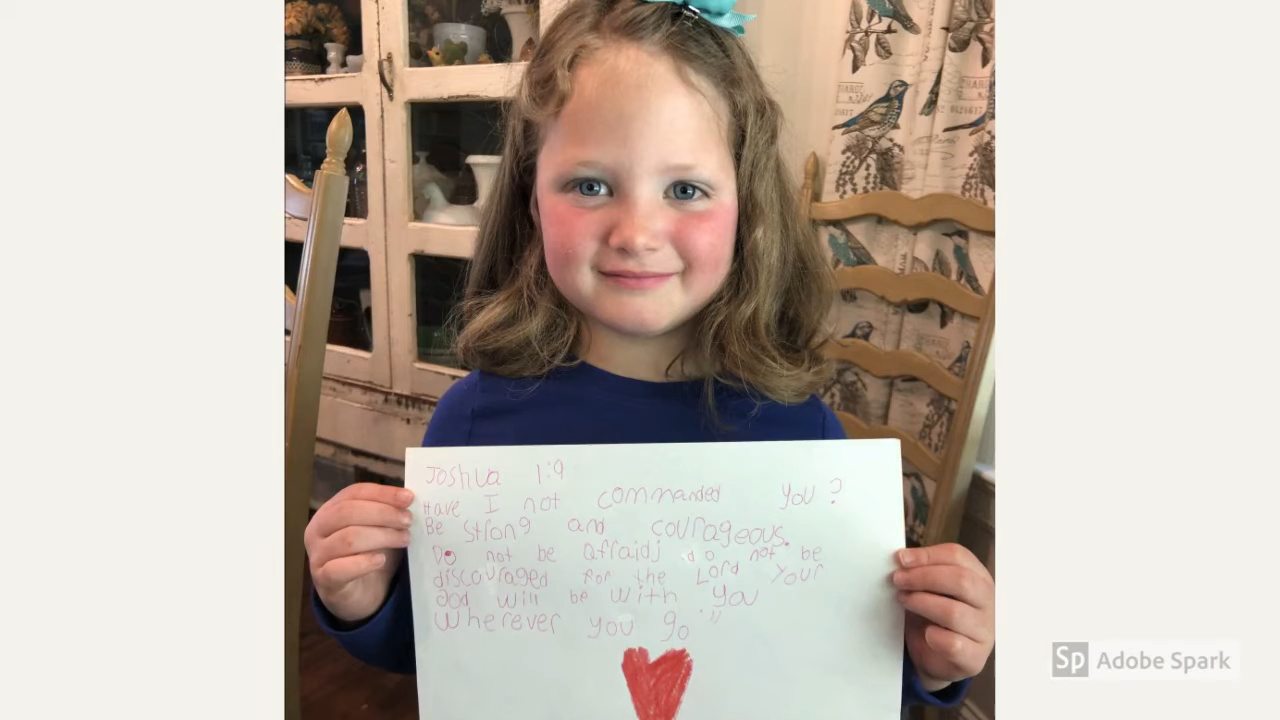 Joshua 1:9
Have I not commanded you?
Be strong and courageous.
Do not be afraid; do not be
discouraged for the Lord your
God will be with you
wherever you go."
Sp Adobe Spark